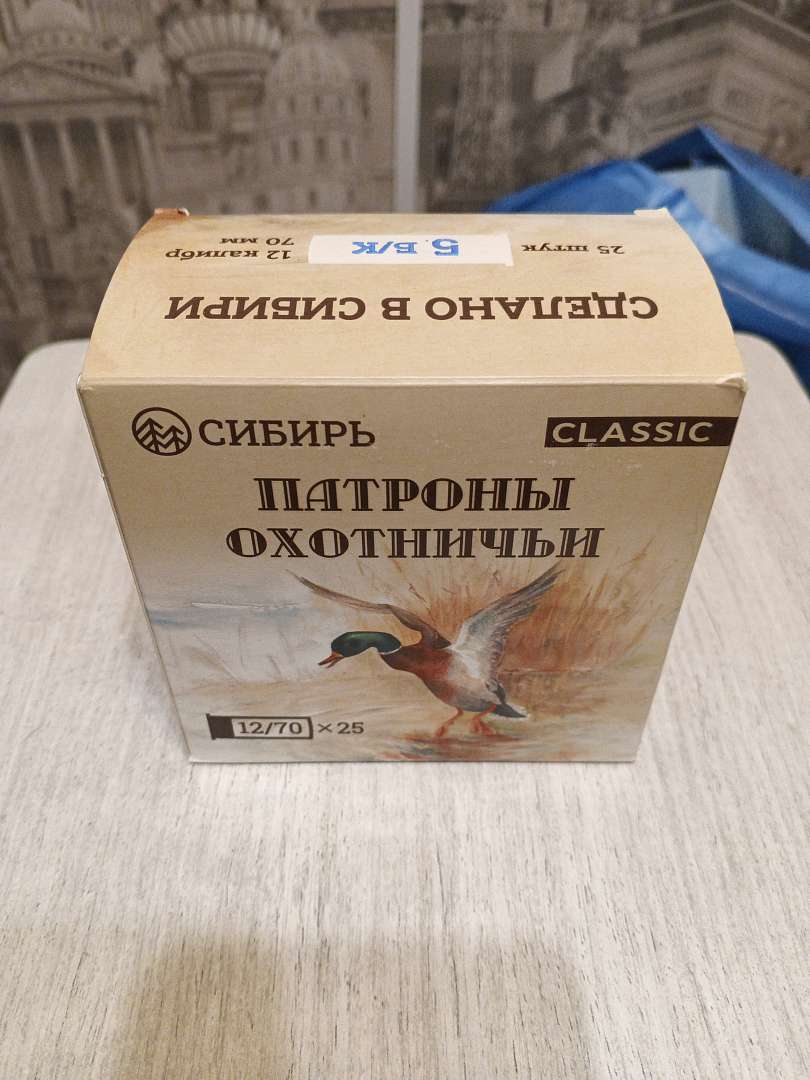 СДЕЛАНО В СИБИРИ
25 штук
5. Б/К
12 калибр
70 мм
СИБИРЬ
CLASSIC
ПАТРОНЫ
ОХОТНИЧЬИ
12/70 × 25